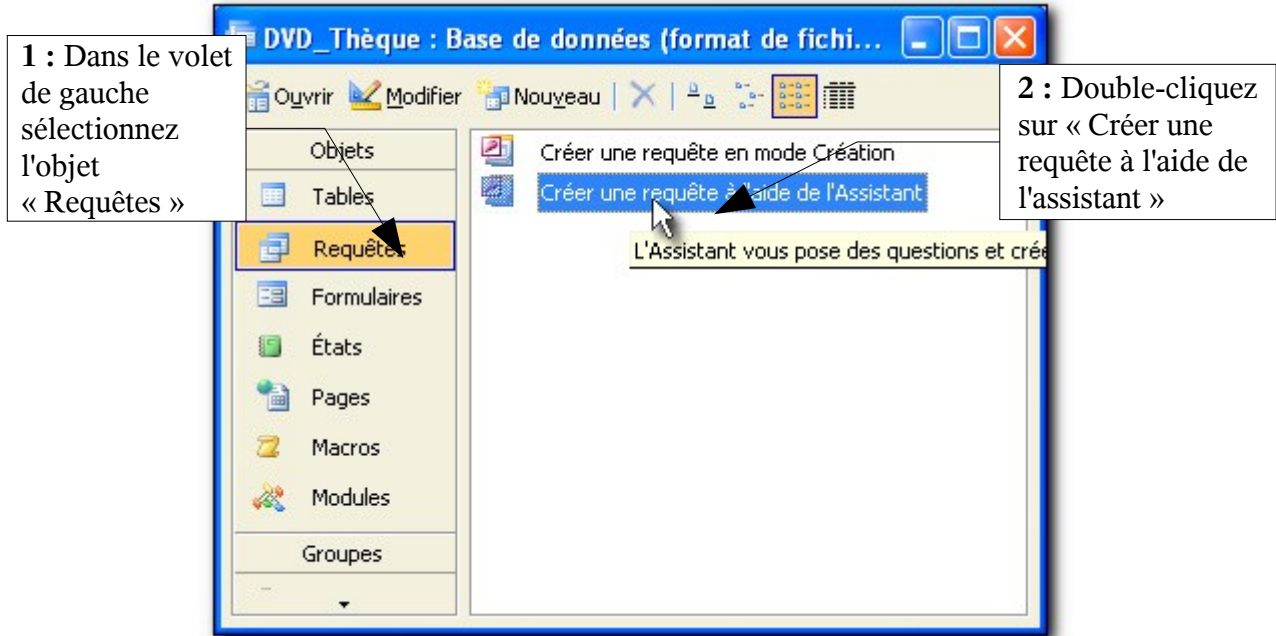 DVD_Thèque : Base de données (format de fichi...
1 : Dans le volet
de gauche
sélectionnez
l'objet
« Requêtes »
2 : Double-cliquez
sur « Créer une
requête à l'aide de
l'assistant »
Ouvrir Modifier Nouveau
Objets
Tables
Requêtes
Formulaires
États
Pages
Macros
Modules
Groupes
Créer une requête en mode Création
Créer une requête à l'aide de l'Assistant
L'Assistant vous pose des questions et crée